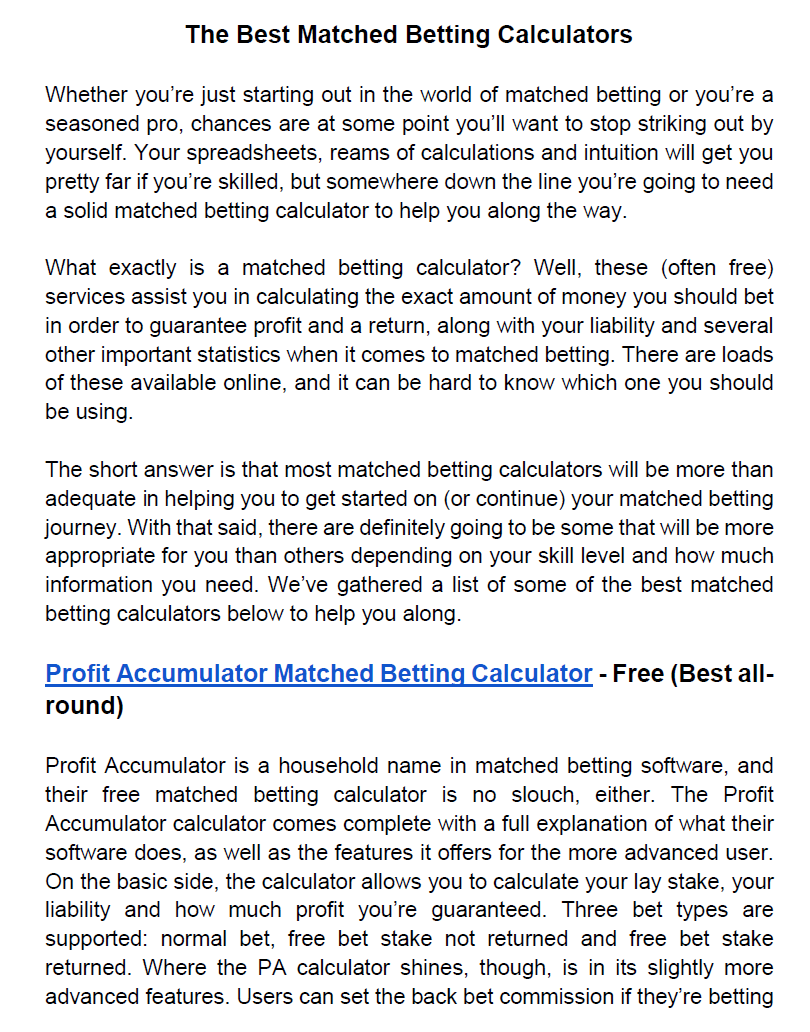 The Best Matched Betting Calculators
Whether you’re just starting out in the world of matched betting or you’re a
seasoned pro, chances are at some point you’ll want to stop striking out by
yourself. Your spreadsheets, reams of calculations and intuition will get you
pretty far if you’re skilled, but somewhere down the line you’re going to need
a solid matched betting calculator to help you along the way.
What exactly is a matched betting calculator? Well, these (often free)
services assist you in calculating the exact amount of money you should bet
in order to guarantee profit and a return, along with your liability and several
other important statistics when it comes to matched betting. There are loads
of these available online, and it can be hard to know which one you should
be using.
The short answer is that most matched betting calculators will be more than
adequate in helping you to get started on (or continue) your matched betting
journey. With that said, there are definitely going to be some that will be more
appropriate for you than others depending on your skill level and how much
information you need. We’ve gathered a list of some of the best matched
betting calculators below to help you along.
Profit Accumulator Matched Betting Calculator - Free (Best all-
round)
Profit Accumulator is a household name in matched betting software, and
their free matched betting calculator is no slouch, either. The Profit
Accumulator calculator comes complete with a full explanation of what their
software does, as well as the features it offers for the more advanced user.
On the basic side, the calculator allows you to calculate your lay stake, your
liability and how much profit you’re guaranteed. Three bet types are
supported: normal bet, free bet stake not returned and free bet stake
returned. Where the PA calculator shines, though, is in its slightly more
advanced features. Users can set the back bet commission if they’re betting